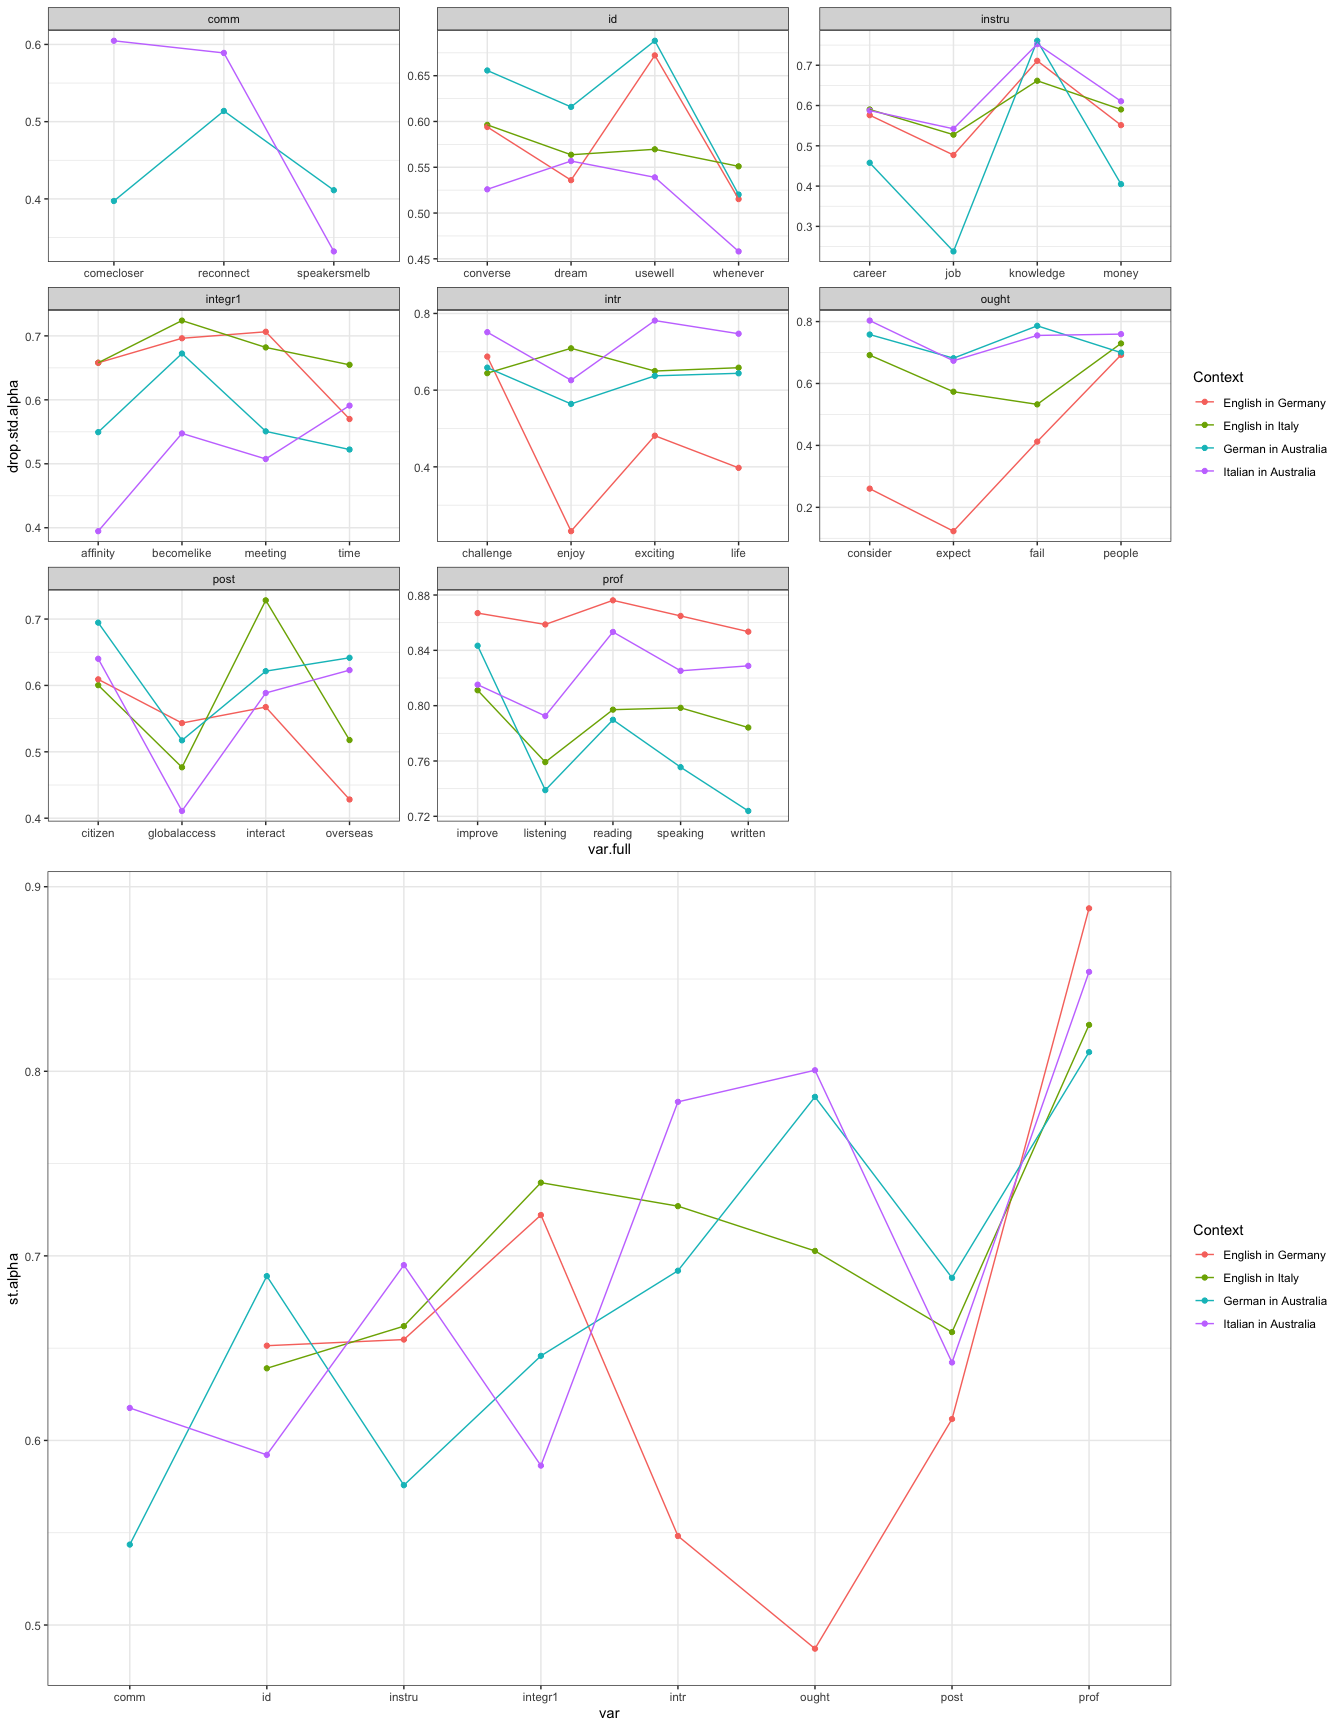 comm
id
instru
0.6
0.5
0.4
0.65
0.60
0.55
0.50
0.45
0.7
0.6
0.5
0.4
0.3
comecloser reconnect speakersmelb
converse dream usewell whenever
career job knowledge money
integr1
intr
ought
0.7
0.6
0.5
0.4
0.8
0.6
0.4
0.8
0.6
0.4
0.2
affinity becomelike meeting time
challenge enjoy exciting life
consider expect fail people
post
prof
0.7
0.6
0.5
0.4
0.88
0.84
0.80
0.76
0.72
citizen globalaccess interact overseas
improve listening reading speaking written
var.full
drop.std.alpha
Context
English in Germany
English in Italy
German in Australia
Italian in Australia
0.9
0.8
0.7
0.6
0.5
comm id instru integr1 intr ought post prof
var
st.alpha
Context
English in Germany
English in Italy
German in Australia
Italian in Australia